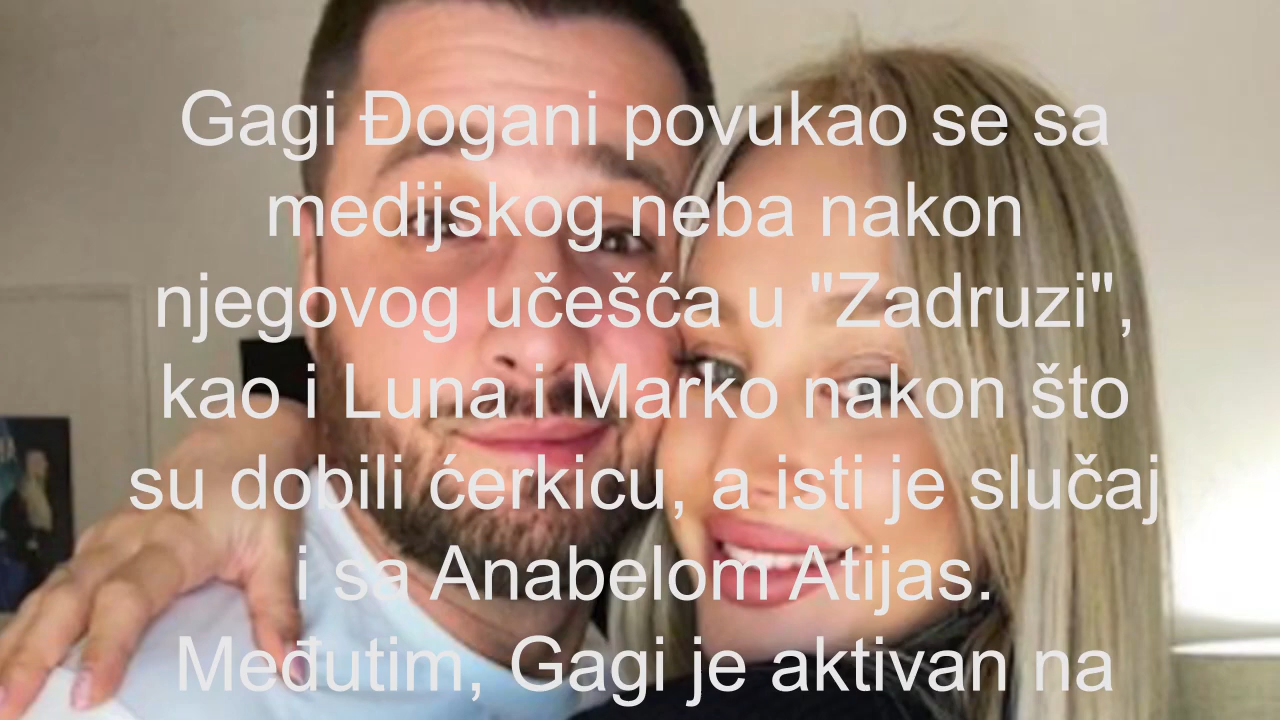 Gagi Đogani povukao se sa
medijskog neba nakon
njegovog učešća u "Zadruzi",
kao i Luna i Marko nakon što
su dobili ćerkicu, a isti je slučaj
i sa Anabelom Atijas.
Međutim, Gagi je aktivan na